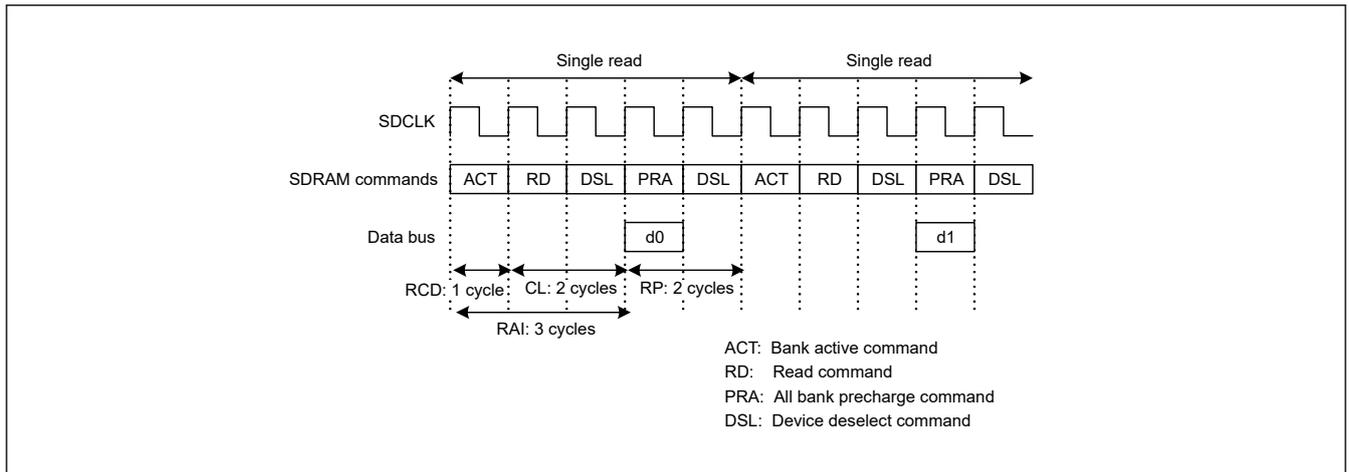 Single read Single read
SDCLK
SDRAM commands ACT RD DSL PRA DSL ACT RD DSL PRA DSL
Data bus d0 d1
RCD: 1 cycle CL: 2 cycles RP: 2 cycles
RAI: 3 cycles
ACT: Bank active command
RD: Read command
PRA: All bank precharge command
DSL: Device deselect command